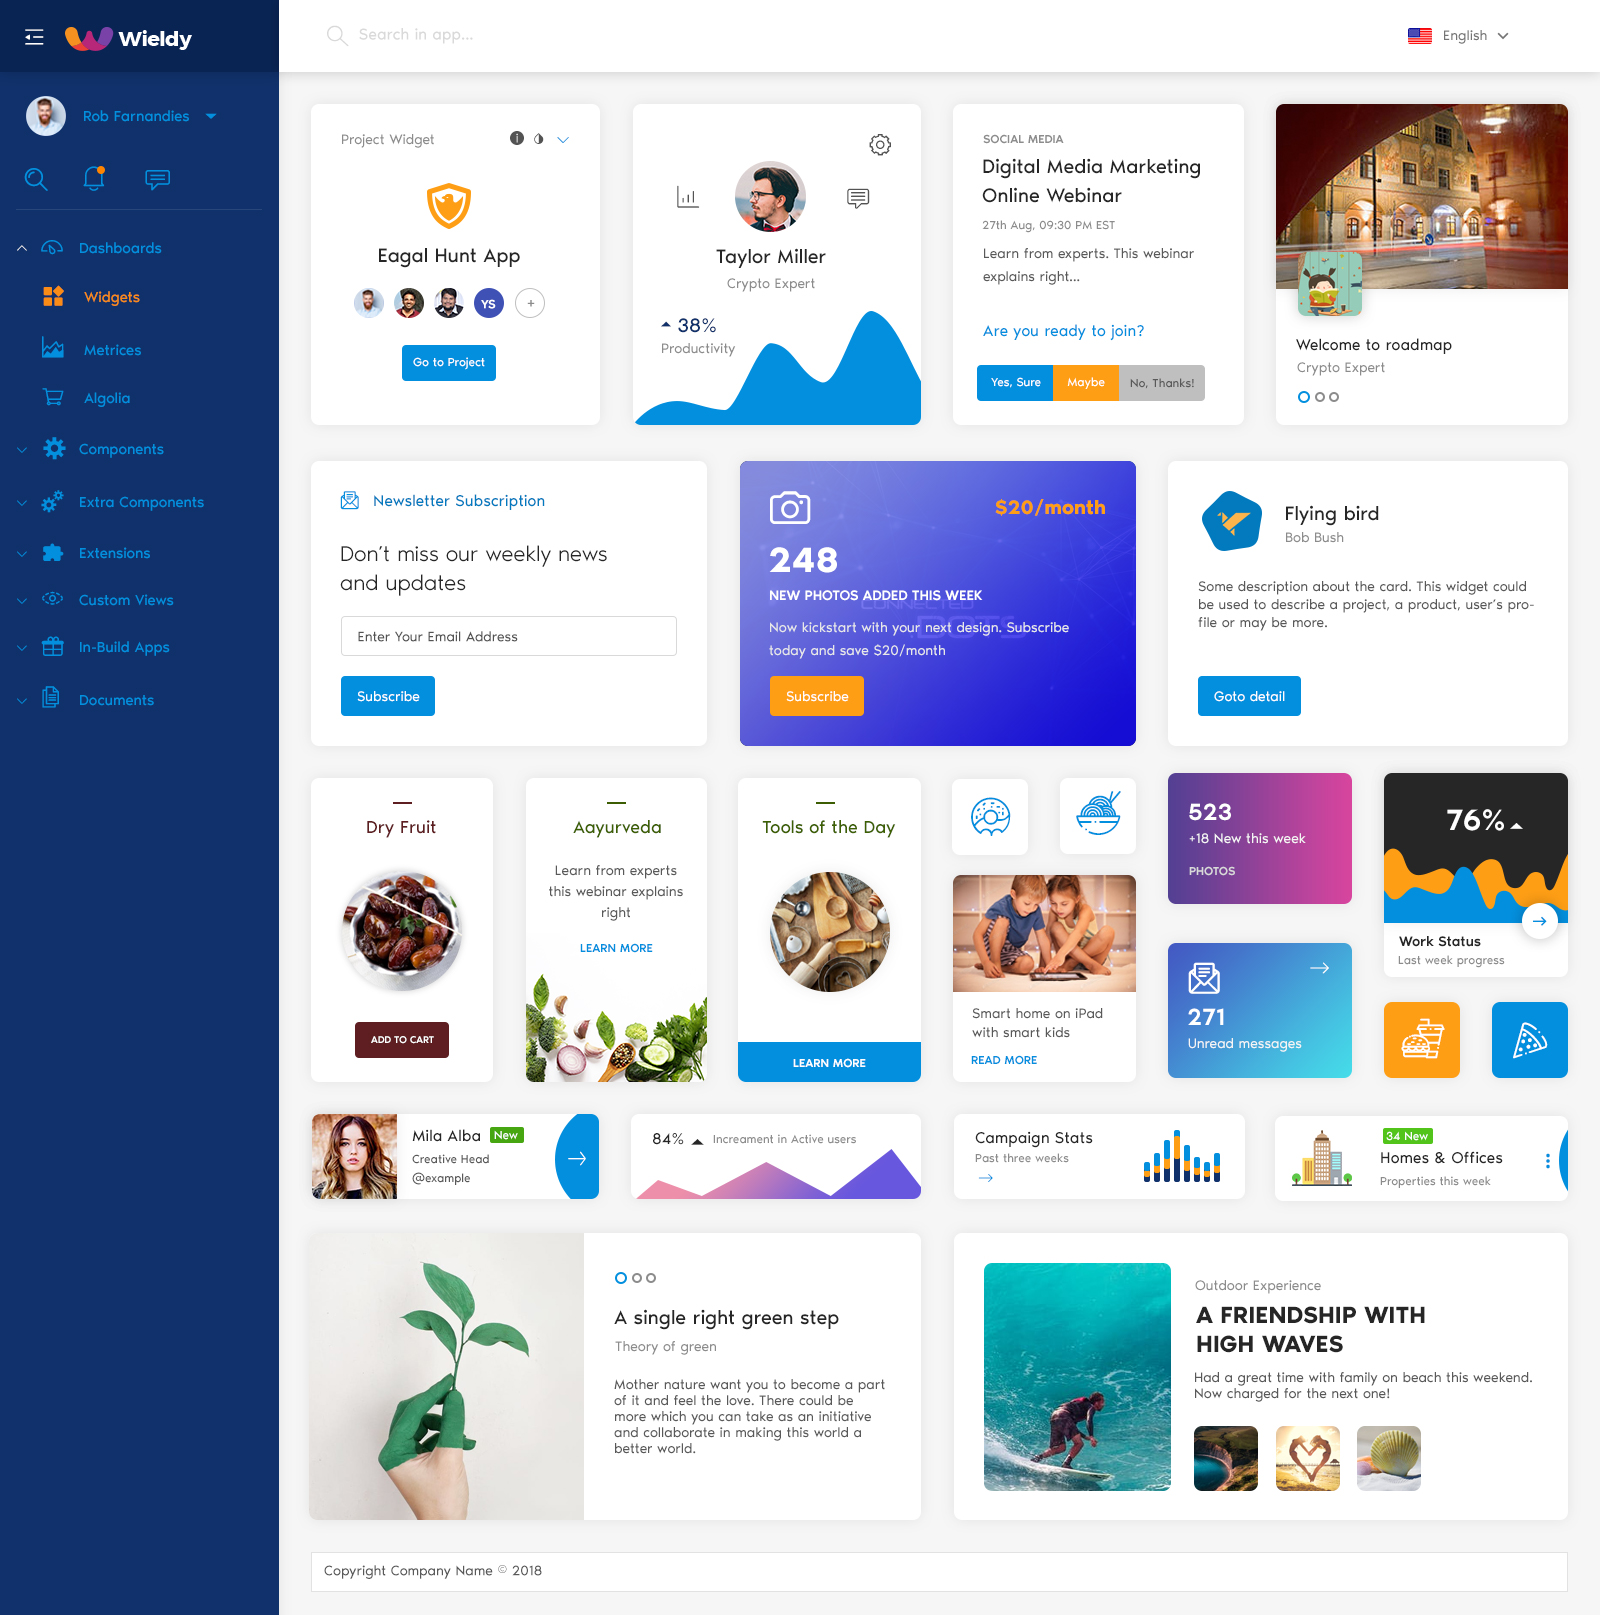 Wieldy
Search in app...
English
Rob Farnandies
Dashboards
Widgets
Metrices
Algolia
Components
Extra Components
Extensions
Custom Views
In-Build Apps
Documents
Project Widget
Eagal Hunt App
YS
+
Go to Project
Taylor Miller
Crypto Expert
38%
Productivity
SOCIAL MEDIA
Digital Media Marketing
Online Webinar
27th Aug, 09:30 PM EST
Learn from experts. This webinar
explains right...
Are you ready to join?
Yes, Sure
Maybe
No, Thanks!
Welcome to roadmap
Crypto Expert
Newsletter Subscription
Don't miss our weekly news
and updates
Enter Your Email Address
Subscribe
$20/month
248
NEW PHOTOS ADDED THIS WEEK
CONNECTED
DOTS
Now kickstart with your next design. Subscribe
today and save $20/month
Subscribe
Flying bird
Bob Bush
Some description about the card. This widget could
be used to describe a project, a product, user's pro-
file or may be more.
Goto detail
Dry Fruit
ADD TO CART
Aayurveda
Learn from experts
this webinar explains
right
LEARN MORE
Tools of the Day
LEARN MORE
Smart home on iPad
with smart kids
READ MORE
523
+18 New this week
PHOTOS
271
Unread messages
76%
Work Status
Last week progress
Mila Alba
New
Creative Head
@example
84%
Increament in Active users
Campaign Stats
Past three weeks
34 New
Homes & Offices
Properties this week
A single right green step
Theory of green
Mother nature want you to become a part
of it and feel the love. There could be
more which you can take as an initiative
and collaborate in making this world a
better world.
Outdoor Experience
A FRIENDSHIP WITH
HIGH WAVES
Had a great time with family on beach this weekend.
Now charged for the next one!
Copyright Company Name © 2018